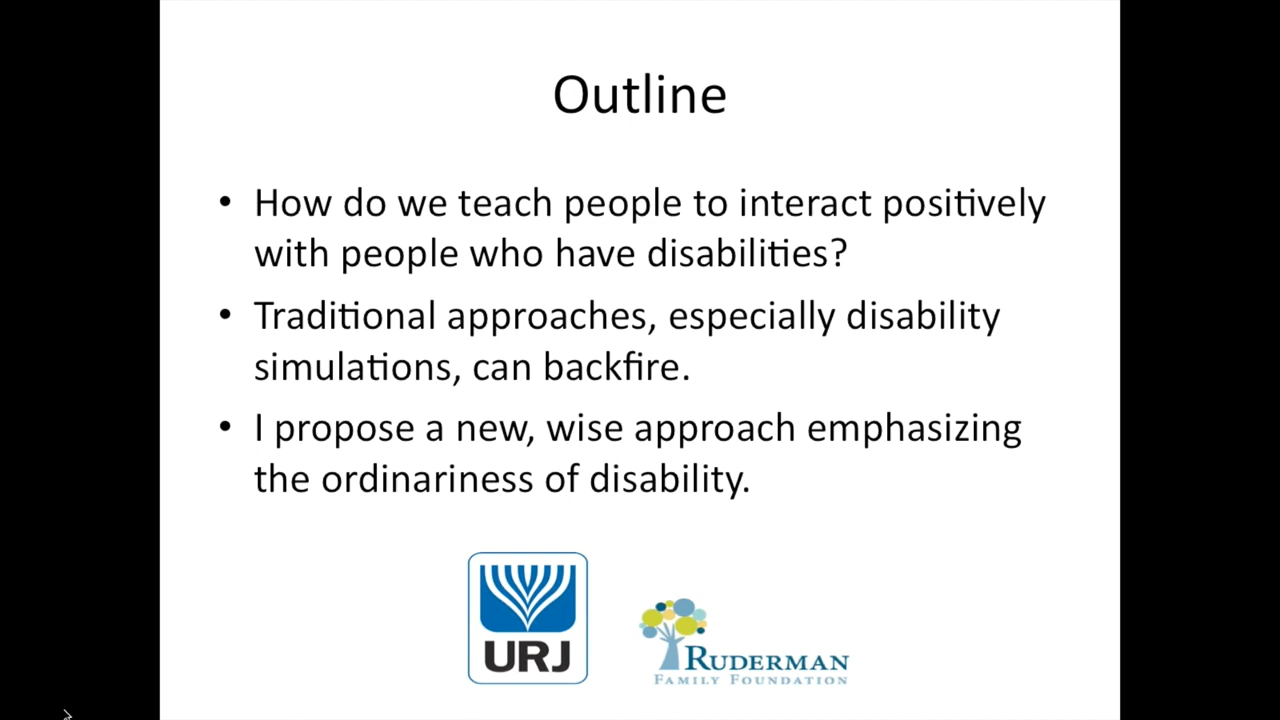 Outline
• How do we teach people to interact positively
with people who have disabilities?
• Traditional approaches, especially disability
simulations, can backfire.
• I propose a new, wise approach emphasizing
the ordinariness of disability.
URJ
RUDERMAN
FAMILY FOUNDATION